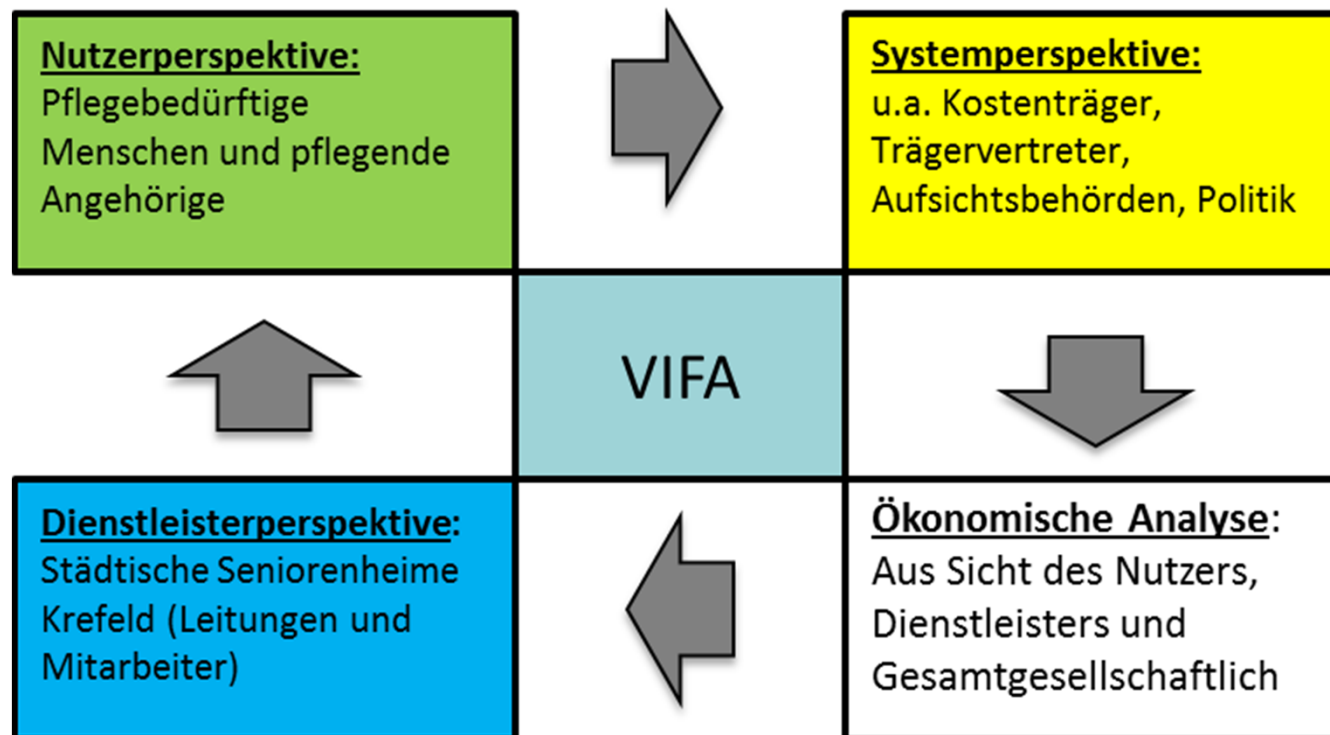 Nutzerperspektive:
Pflegebedürftige
Menschen und pflegende
Angehörige
Systemperspektive:
u.a. Kostenträger,
Trägervertreter,
Aufsichtsbehörden, Politik
VIFA
Dienstleisterperspektive:
Städtische Seniorenheime
Krefeld (Leitungen und
Mitarbeiter)
Ökonomische Analyse:
Aus Sicht des Nutzers,
Dienstleisters und
Gesamtgesellschaftlich